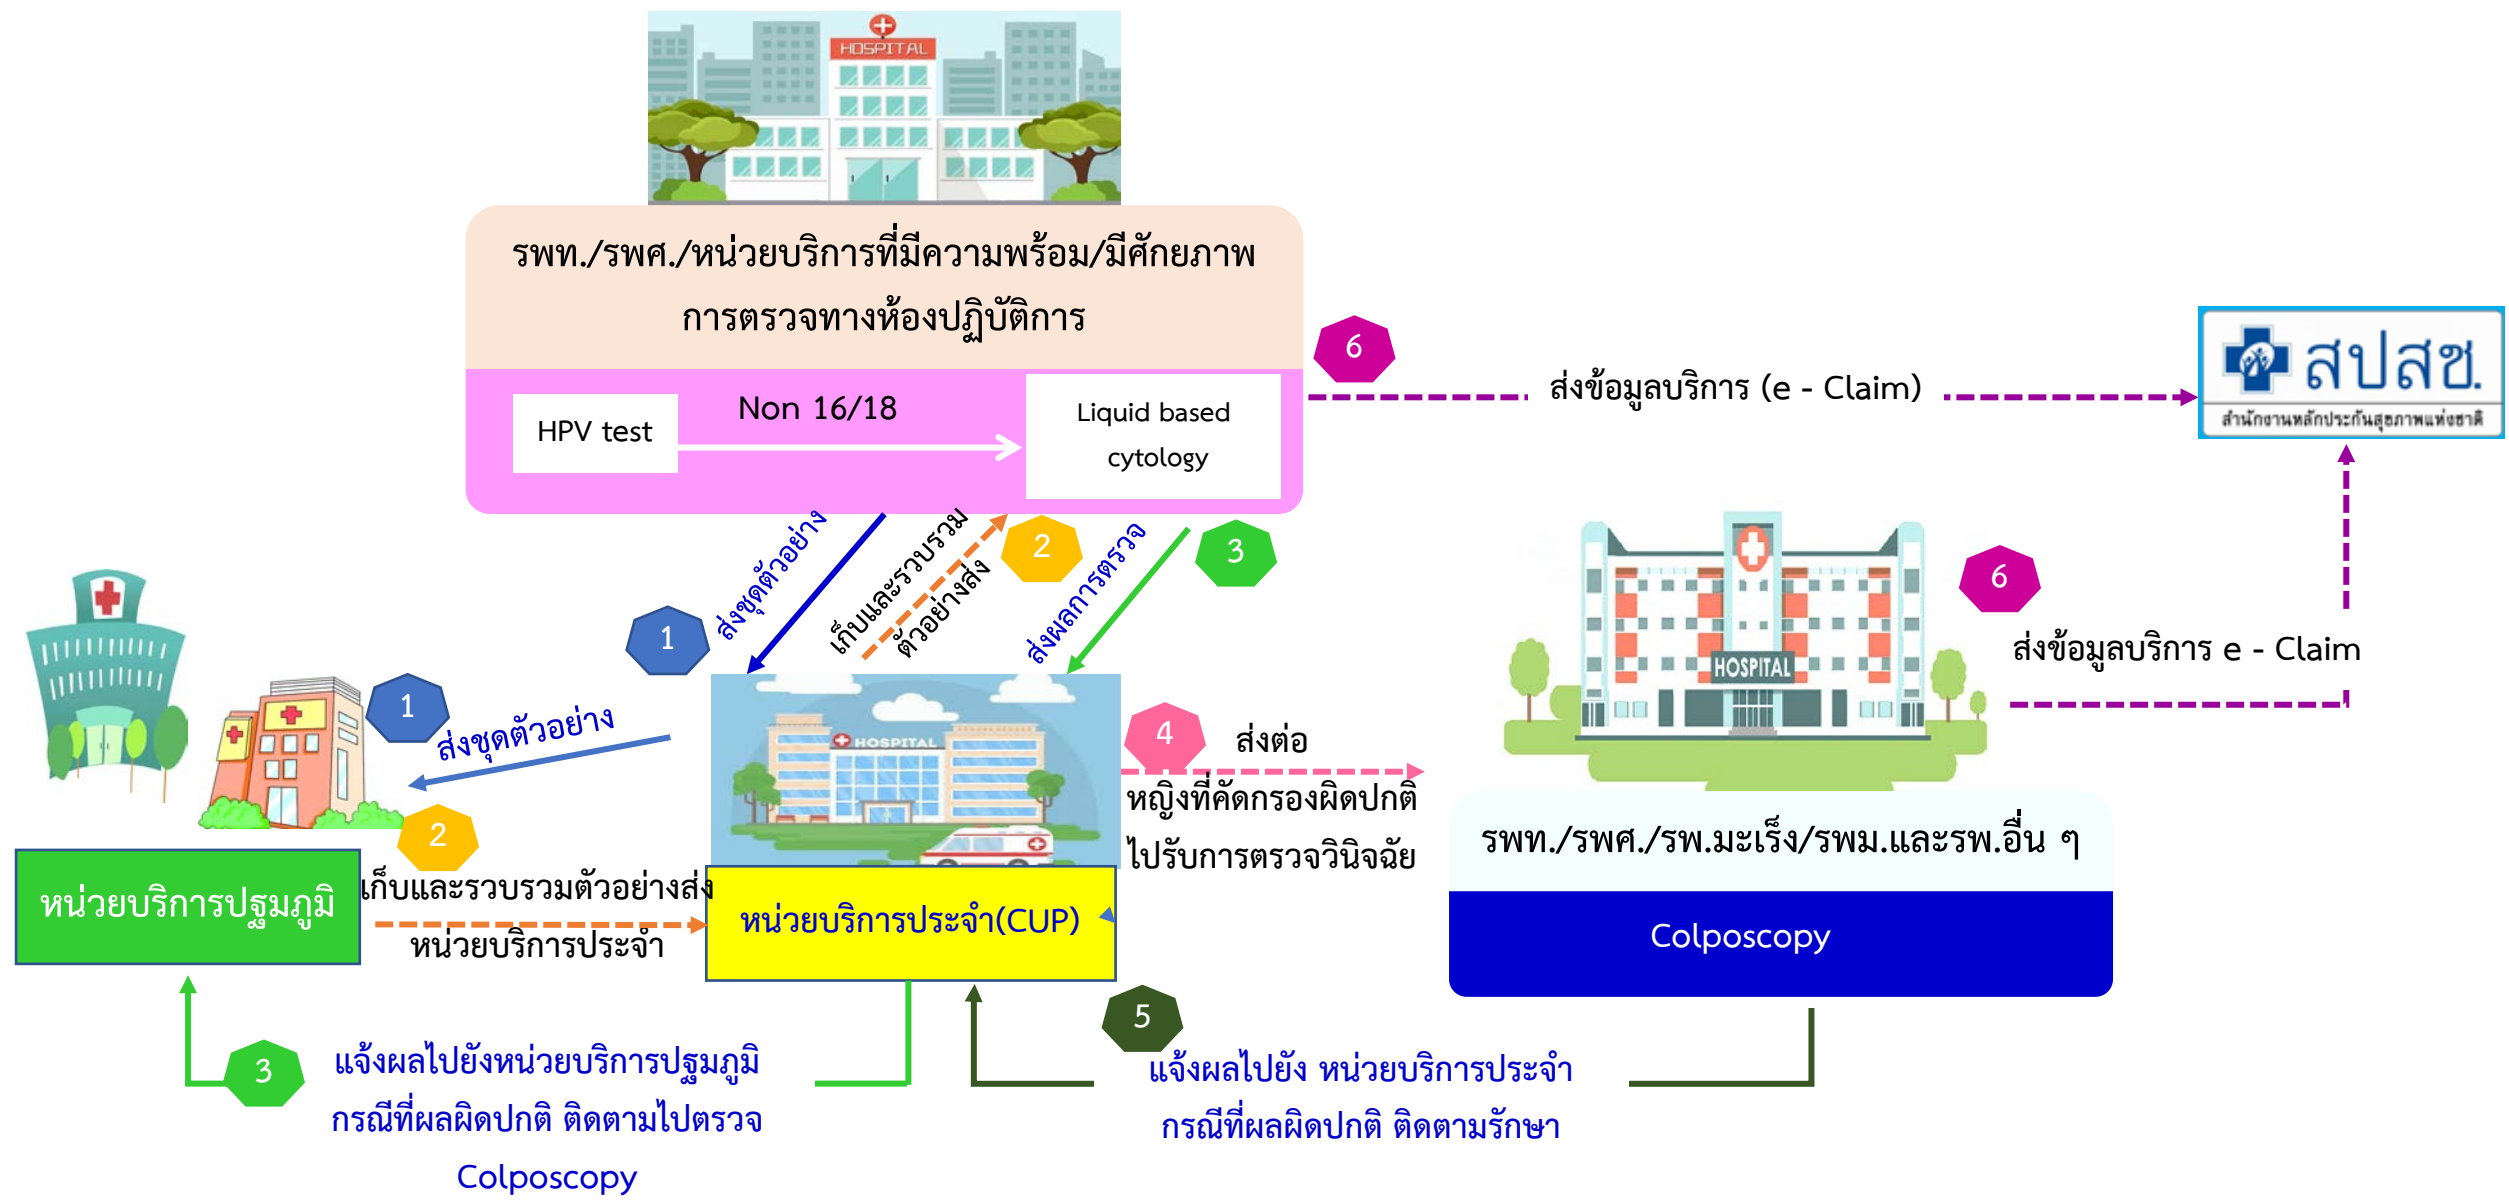 HOSPITAL
รพท./รพศ./หน่วยบริการที่มีความพร้อม/มีศักยภาพ
การตรวจทางห้องปฏิบัติการ
HPV test
Non 16/18
Liquid based
cytology
6
ส่งข้อมูลบริการ (e - Claim)
สปสช.
สำนักงานหลักประกันสุขภาพแห่งชาติ
1
ส่งชุดตัวอย่าง
เก็บและรวบรวม
ตัวอย่างส่ง
2
ส่งผลการตรวจ
3
HOSPITAL
6
ส่งข้อมูลบริการ e - Claim
1
ส่งชุดตัวอย่าง
HOSPITAL
4
ส่งต่อ
หญิงที่คัดกรองผิดปกติ
ไปรับการตรวจวินิจฉัย
รพท./รพศ./รพ.มะเร็ง/รพม.และรพ.อื่น ๆ
Colposcopy
2
เก็บและรวบรวมตัวอย่างส่ง
หน่วยบริการประจำ
หน่วยบริการปฐมภูมิ
หน่วยบริการประจำ(CUP)
3
แจ้งผลไปยังหน่วยบริการปฐมภูมิ
กรณีที่ผลผิดปกติ ติดตามไปตรวจ
Colposcopy
5
แจ้งผลไปยัง หน่วยบริการประจำ
กรณีที่ผลผิดปกติ ติดตามรักษา